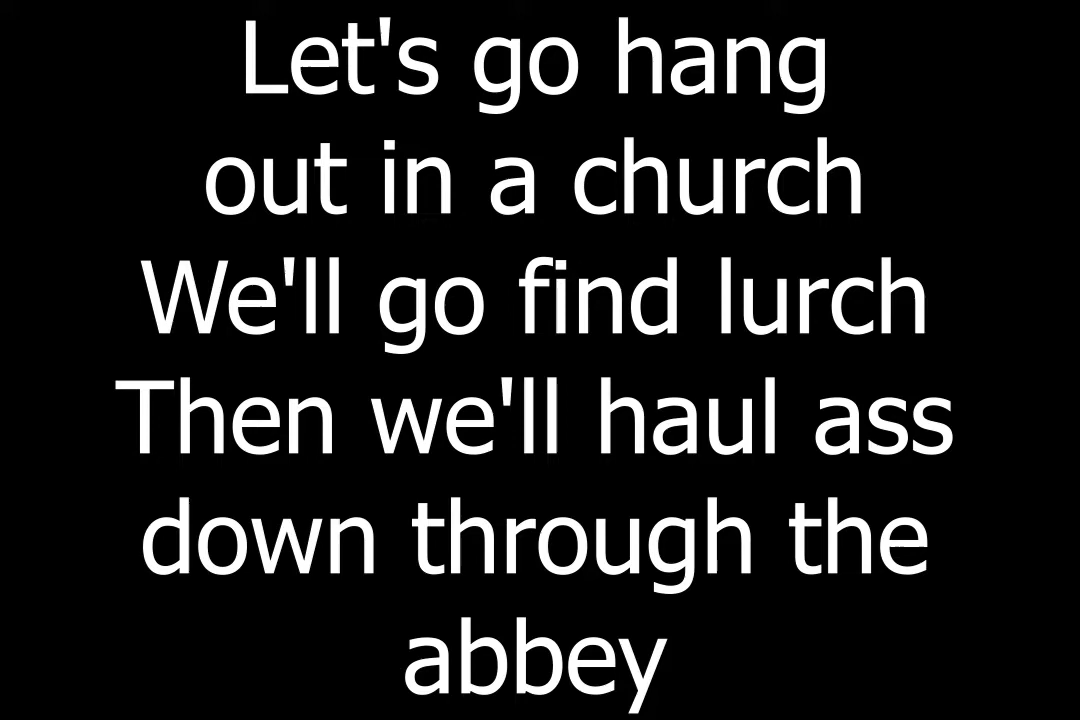 Let's go hang
out in a church
We'll go find lurch
Then we'll haul ass
down through the
abbey